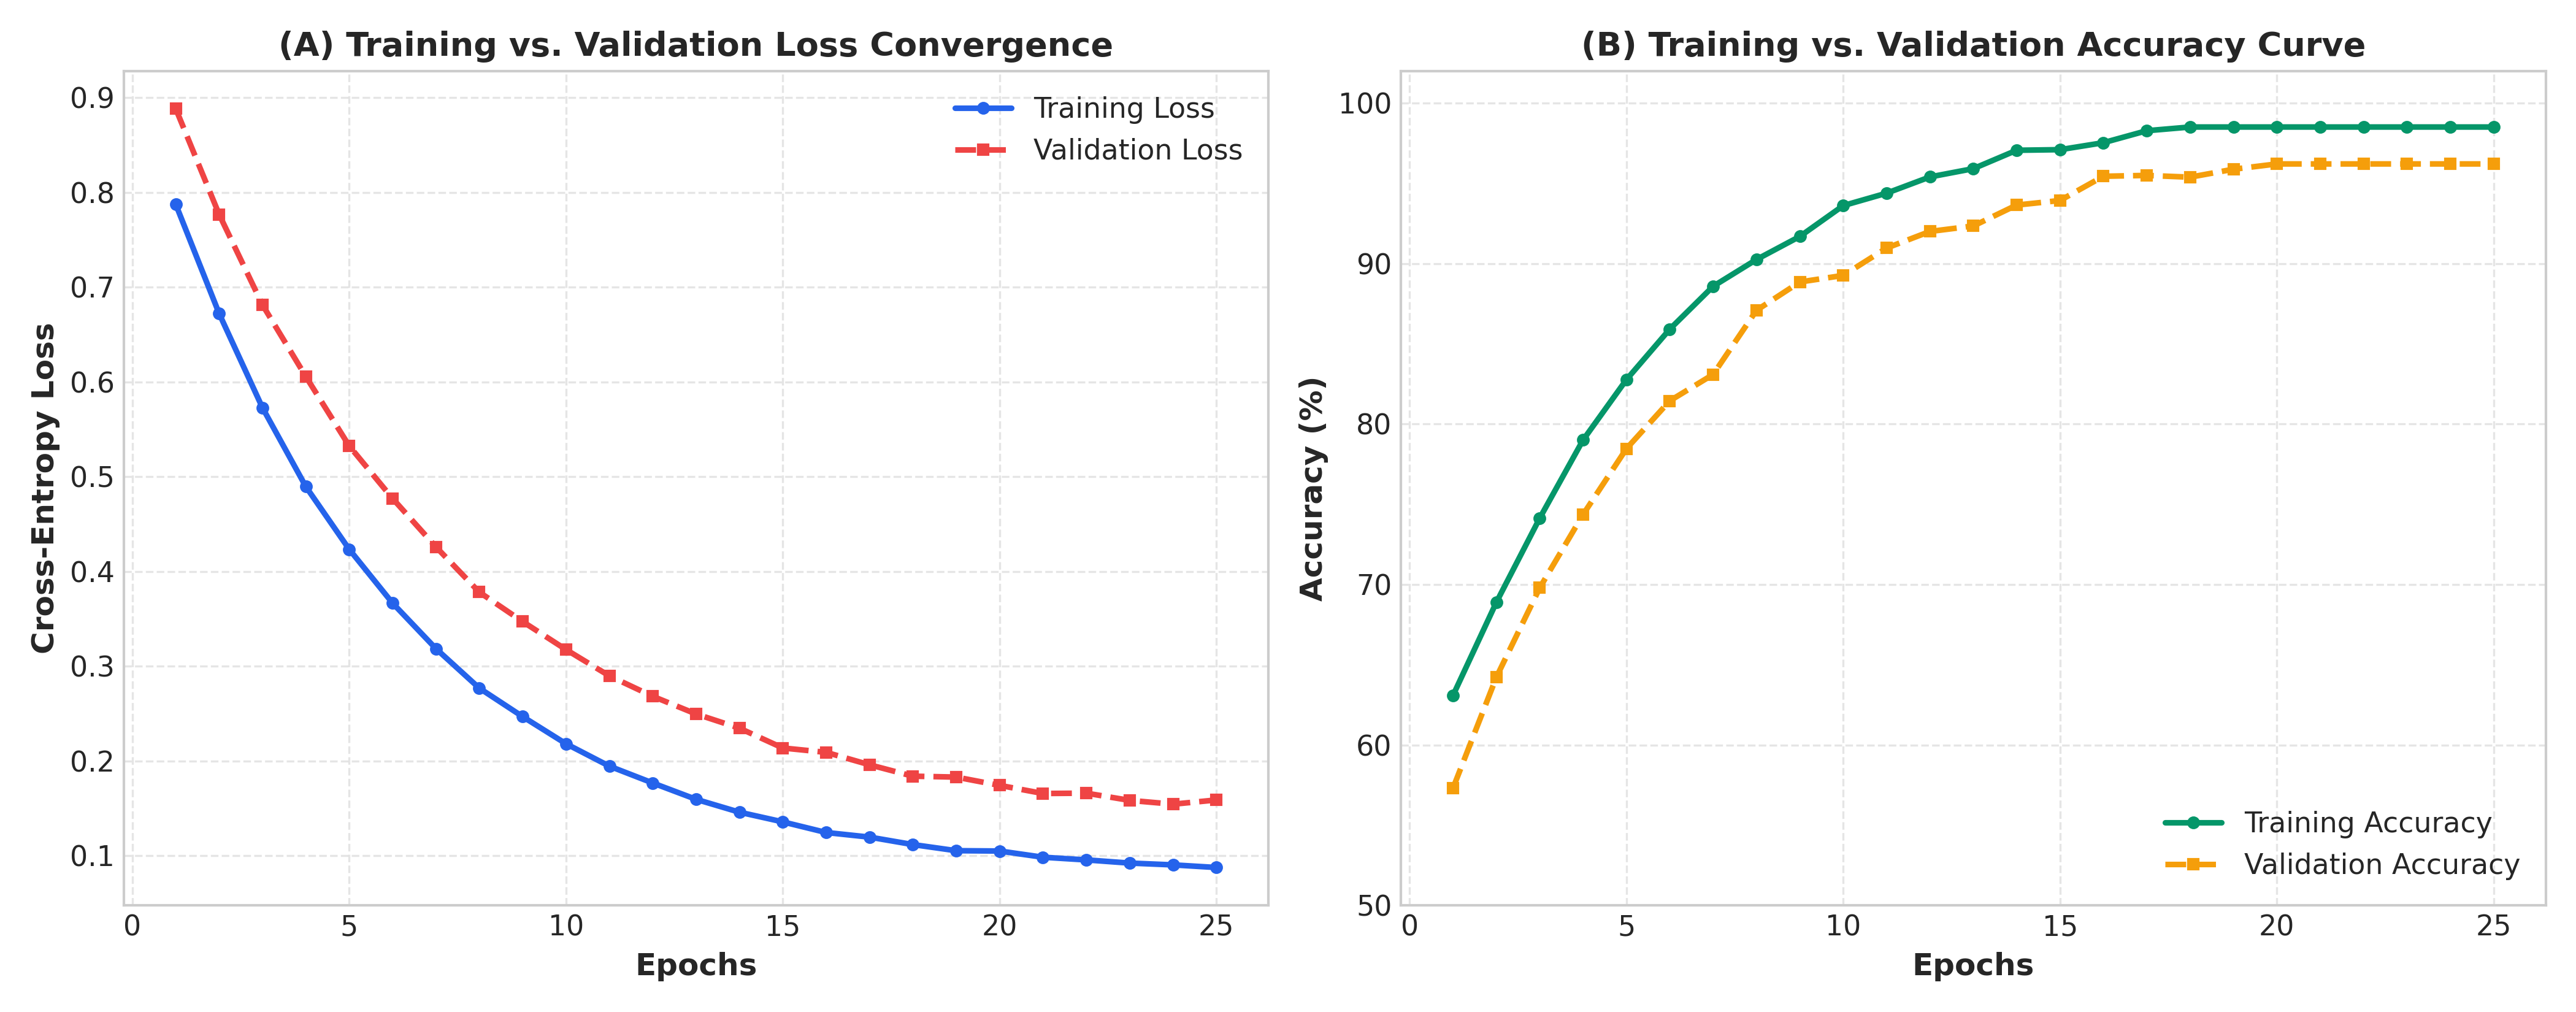 (A) Training vs. Validation Loss Convergence
Cross-Entropy Loss
0.9
0.8
0.7
0.6
0.5
0.4
0.3
0.2
0.1
Training Loss
Validation Loss
0 5 10 15 20 25
Epochs
(B) Training vs. Validation Accuracy Curve
Accuracy (%)
100
90
80
70
60
50
Training Accuracy
Validation Accuracy
0 5 10 15 20 25
Epochs